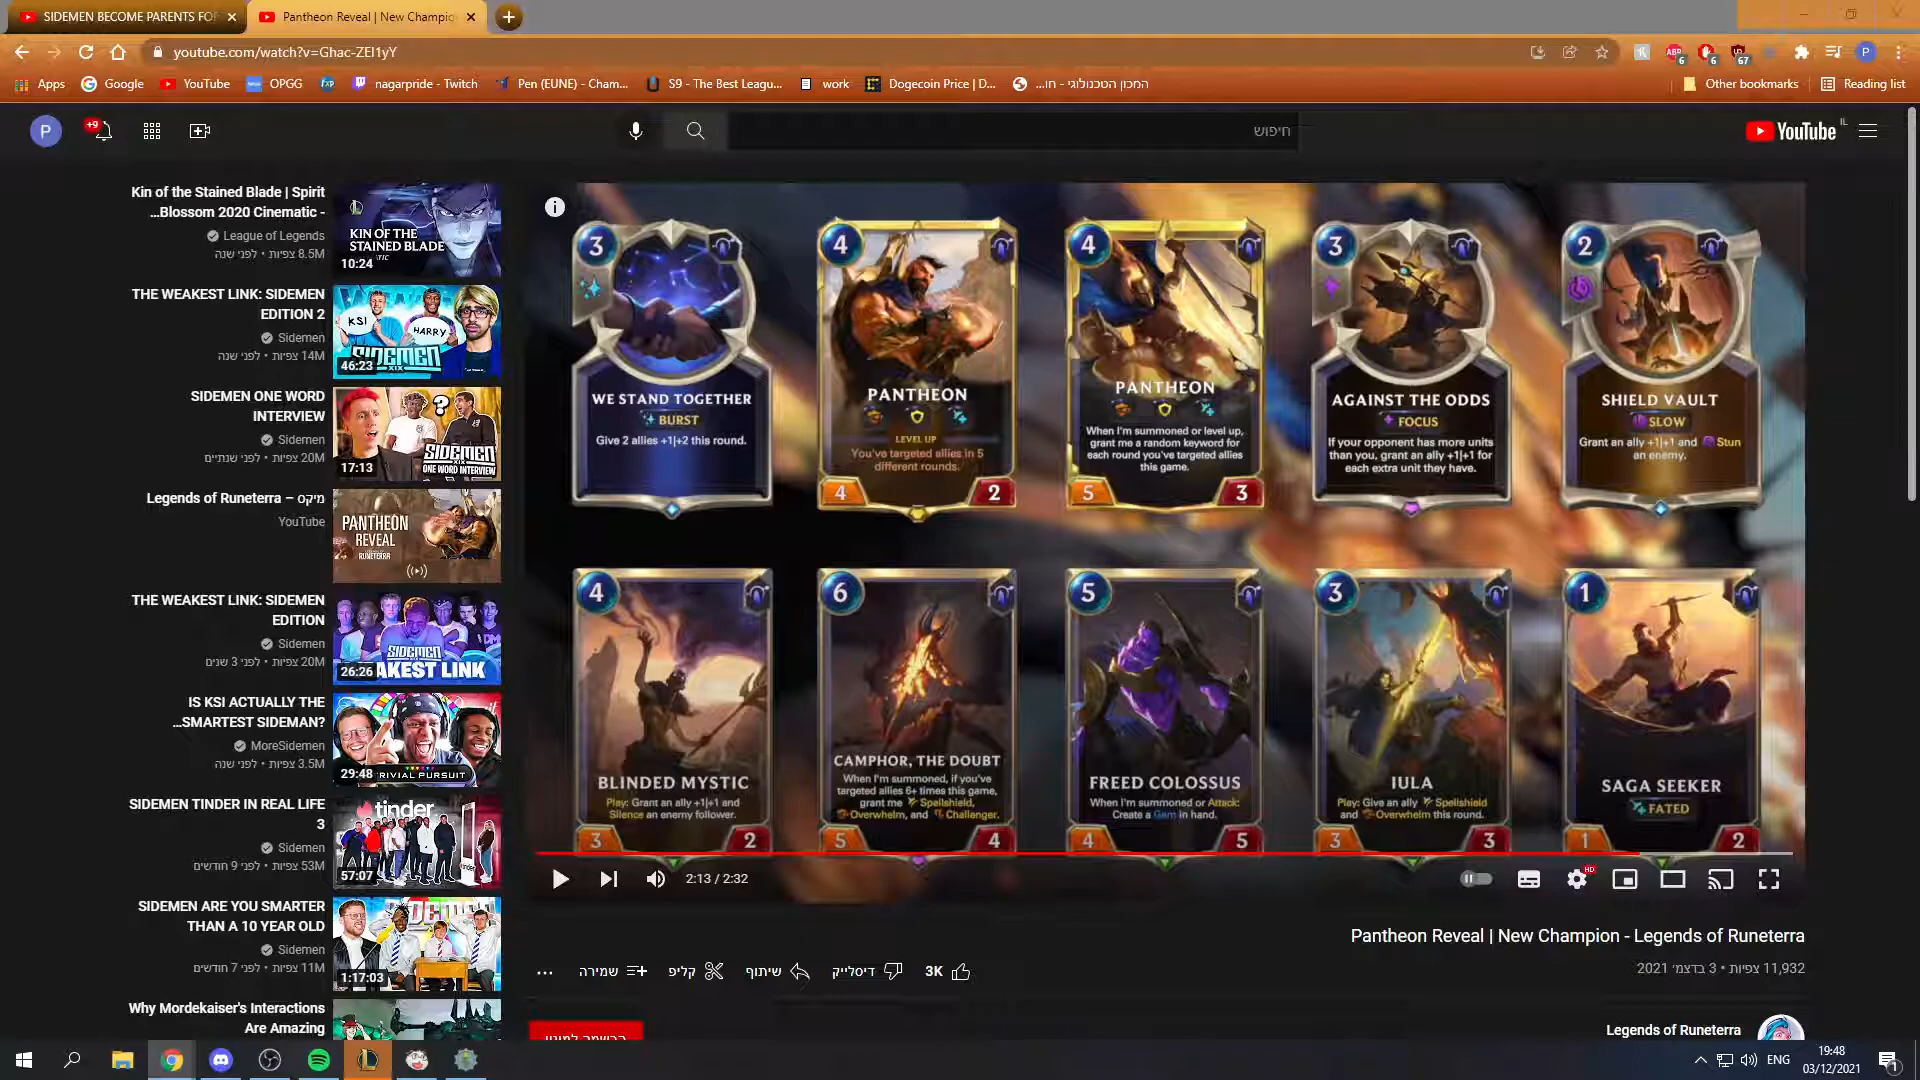 SIDEMEN BECOME PARENTS FOR
Pantheon Reveal | New Champio
youtube.com/watch?v=Ghac-ZEl1yY
Apps
Google
YouTube
OPGG
nagarpride - Twitch
Pen (EUNE) - Cham...
S9 - The Best Leagu...
work
Dogecoin Price | D...
המכון הטכנולוגי - חו...
Other bookmarks
Reading list
P
+9
חיפוש
YouTube IL
Kin of the Stained Blade | Spirit
...Blossom 2020 Cinematic -
League of Legends
8.5M צפיות • לפני שנה
KIN OF THE
STAINED BLADE
10:24
THE WEAKEST LINK: SIDEMEN
EDITION 2
Sidemen
14M צפיות • לפני שנה
KSI
HARRY
SIDEMEN
46:23
SIDEMEN ONE WORD
INTERVIEW
Sidemen
20M צפיות • לפני שנתיים
?
SIDEMEN
ONE WORD
INTERVIEW
17:13
מיקס – Legends of Runeterra
YouTube
PANTHEON
REVEAL
RUNETERRA
THE WEAKEST LINK: SIDEMEN
EDITION
Sidemen
20M צפיות • לפני 3 שנים
SIDEMEN
AKEST LINK
26:26
IS KSI ACTUALLY THE
...SMARTEST SIDEMAN?
MoreSidemen
3.5M צפיות • לפני שנה
RIVIAL PURSUIT
29:48
SIDEMEN TINDER IN REAL LIFE
3
Sidemen
53M צפיות • לפני 9 חודשים
tinder
57:07
SIDEMEN ARE YOU SMARTER
THAN A 10 YEAR OLD
Sidemen
11M צפיות • לפני 7 חודשים
1:17:03
Why Mordekaiser's Interactions
Are Amazing
3
WE STAND TOGETHER
BURST
Give 2 allies +1|+2 this round.
4
PANTHEON
LEVEL UP
You've targeted allies in 5
different rounds.
4
2
4
PANTHEON
When I'm summoned or level up,
grant me a random keyword for
each round you've targeted allies
this game.
5
3
3
AGAINST THE ODDS
FOCUS
If your opponent has more units
than you, grant an ally +1|+1 for
each extra unit they have.
2
SHIELD VAULT
SLOW
Grant an ally +1|+1 and Stun
an enemy.
4
BLINDED MYSTIC
Play: Grant an ally +1|+1 and
Silence an enemy follower.
3
2
6
CAMPHOR, THE DOUBT
When I'm summoned, if you've
targeted allies 6+ times this game,
grant me Spellshield,
Overwhelm, and Challenger.
5
4
5
FREED COLOSSUS
When I'm summoned or Attack:
Create a Gem in hand.
4
5
3
IULA
Play: Give an ally Spellshield
and Overwhelm this round.
3
3
1
SAGA SEEKER
FATED
1
2
2:13 / 2:32
HD
Pantheon Reveal | New Champion - Legends of Runeterra
11,932 צפיות • 3 בדצמ׳ 2021
3K
דיסלייק
שיתוף
קליפ
שמירה
Legends of Runeterra
ENG
19:48
03/12/2021
1